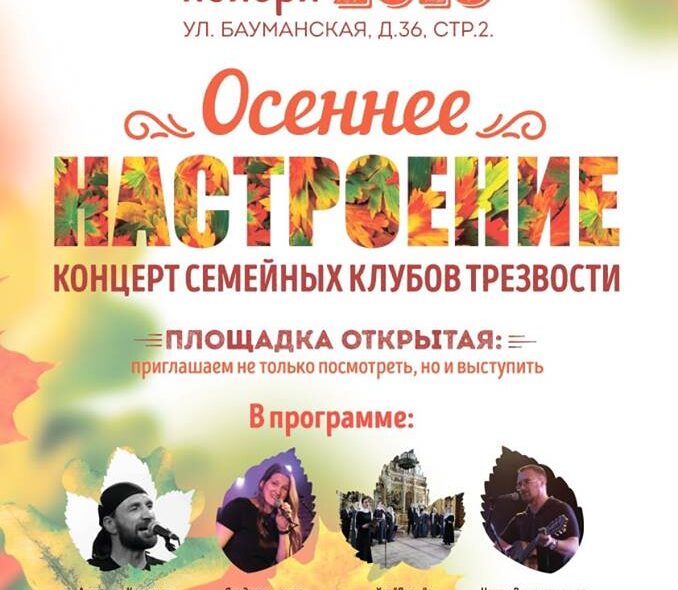 УЛ. БАУМАНСКАЯ, Д.36, СТР.2.
Осеннее
НАСТРОЕНИЕ
КОНЦЕРТ СЕМЕЙНЫХ КЛУБОВ ТРЕЗВОСТИ
ПЛОЩАДКА ОТКРЫТАЯ:
приглашаем не только посмотреть, но и выступить
В программе: